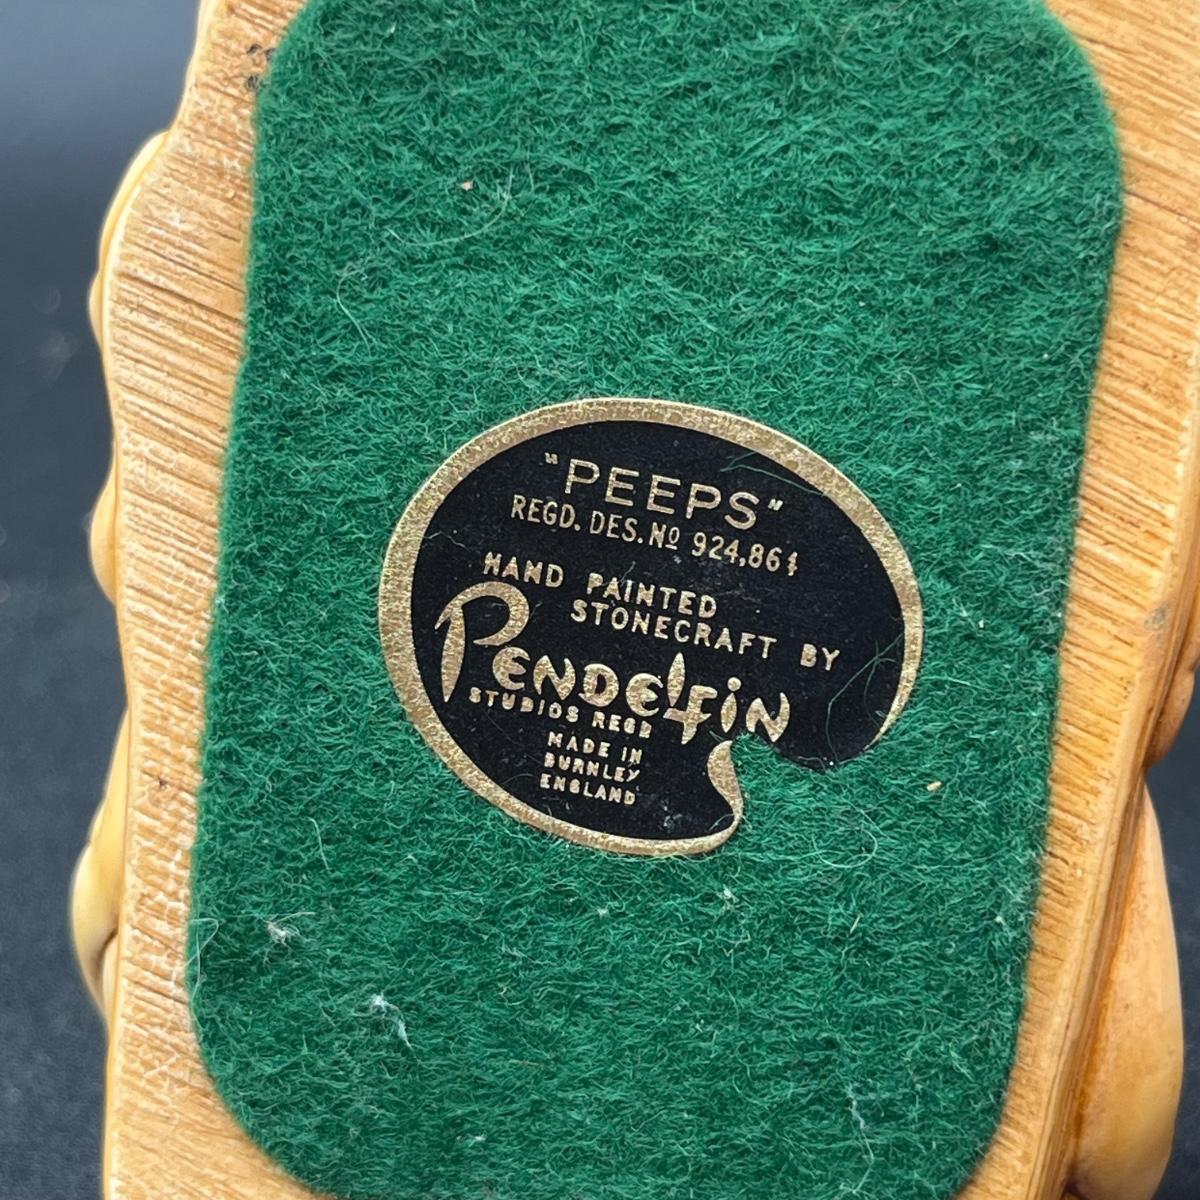 "PEEPS"
REGD. DES. Nº 924,864
HAND PAINTED
STONECRAFT BY
PENDELFIN
STUDIOS REGD
MADE IN
BURNLEY
ENGLAND